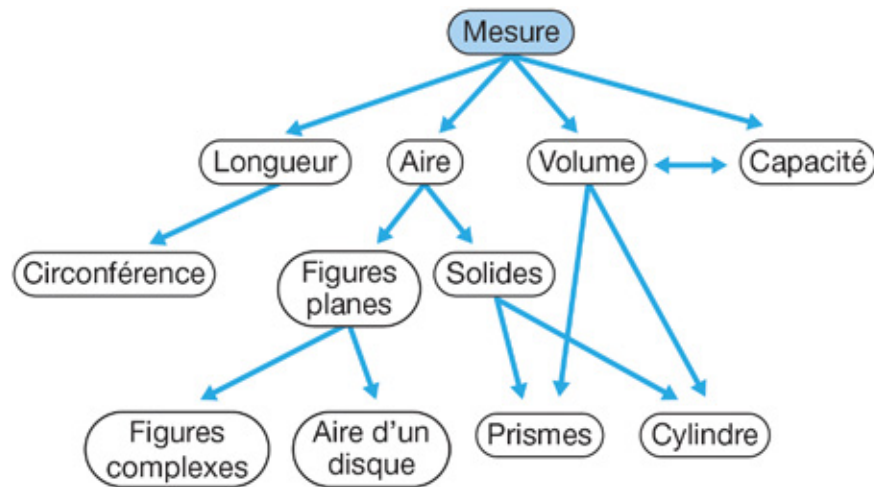 Mesure
Longueur
Aire
Volume
Capacité
Circonférence
Figures
planes
Solides
Figures
complexes
Aire d'un
disque
Prismes
Cylindre